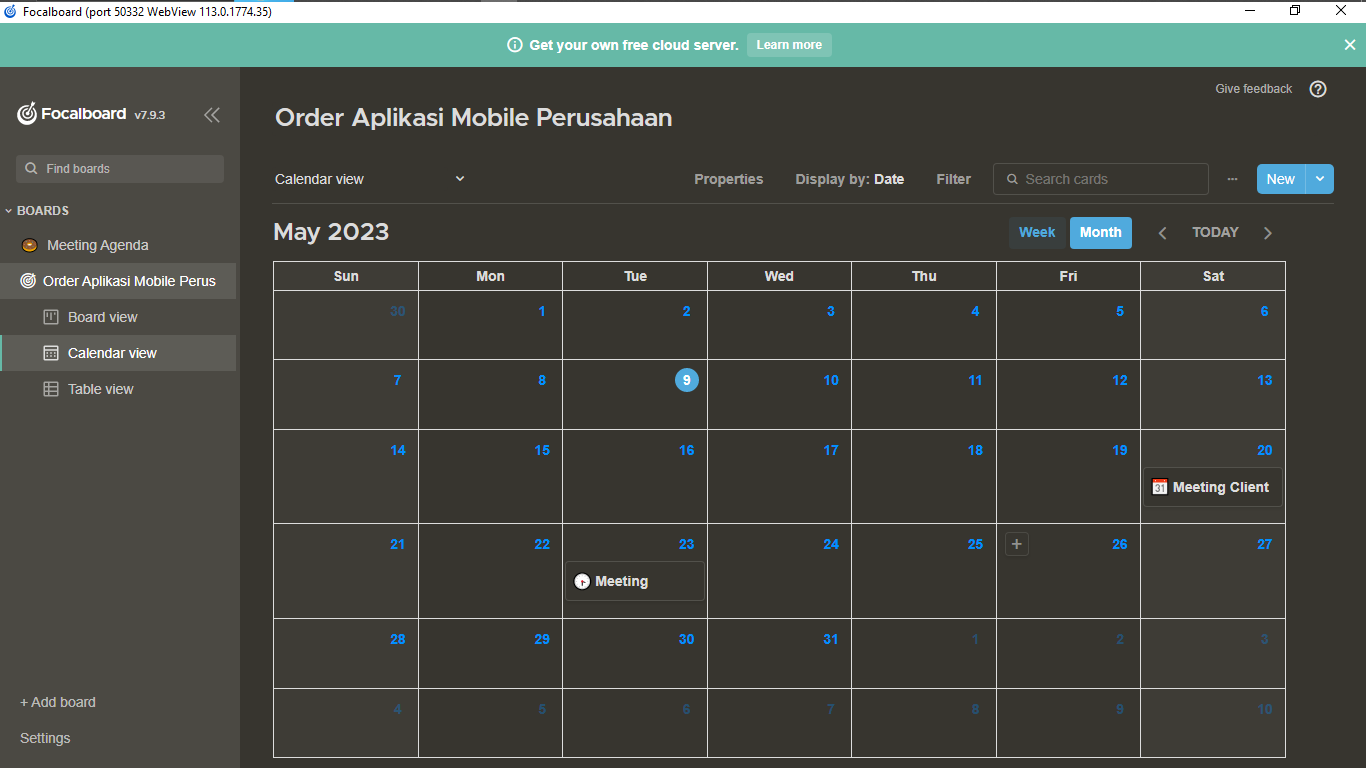 Focalboard (port 50332 WebView 113.0.1774.35)
Get your own free cloud server. Learn more
Focalboard v7.9.3
Find boards
BOARDS
Meeting Agenda
Order Aplikasi Mobile Perus
Board view
Calendar view
Table view
+ Add board
Settings
Give feedback
Order Aplikasi Mobile Perusahaan
Calendar view Properties Display by: Date Filter Search cards New
May 2023 Week Month TODAY
Sun Mon Tue Wed Thu Fri Sat
30 1 2 3 4 5 6
7 8 9 10 11 12 13
14 15 16 17 18 19 20
31 Meeting Client
21 22 23 24 25 + 26 27
Meeting
28 29 30 31 1 2 3
4 5 6 7 8 9 10